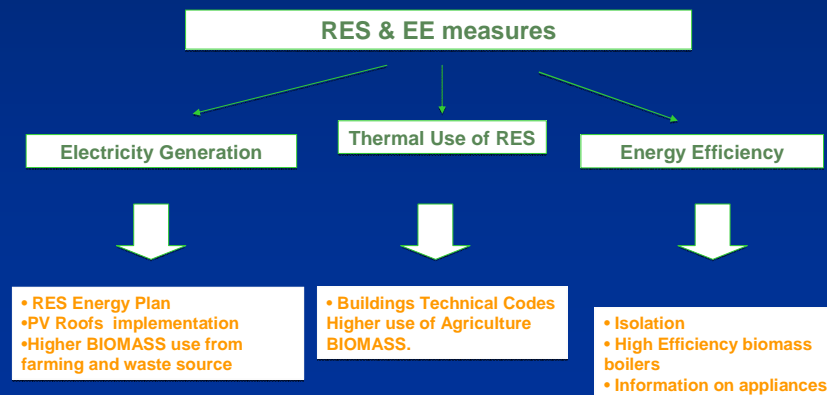 RES & EE measures
Electricity Generation
Thermal Use of RES
Energy Efficiency
• RES Energy Plan
•PV Roofs implementation
•Higher BIOMASS use from
farming and waste source
• Buildings Technical Codes
Higher use of Agriculture
BIOMASS.
• Isolation
• High Efficiency biomass
boilers
• Information on appliances